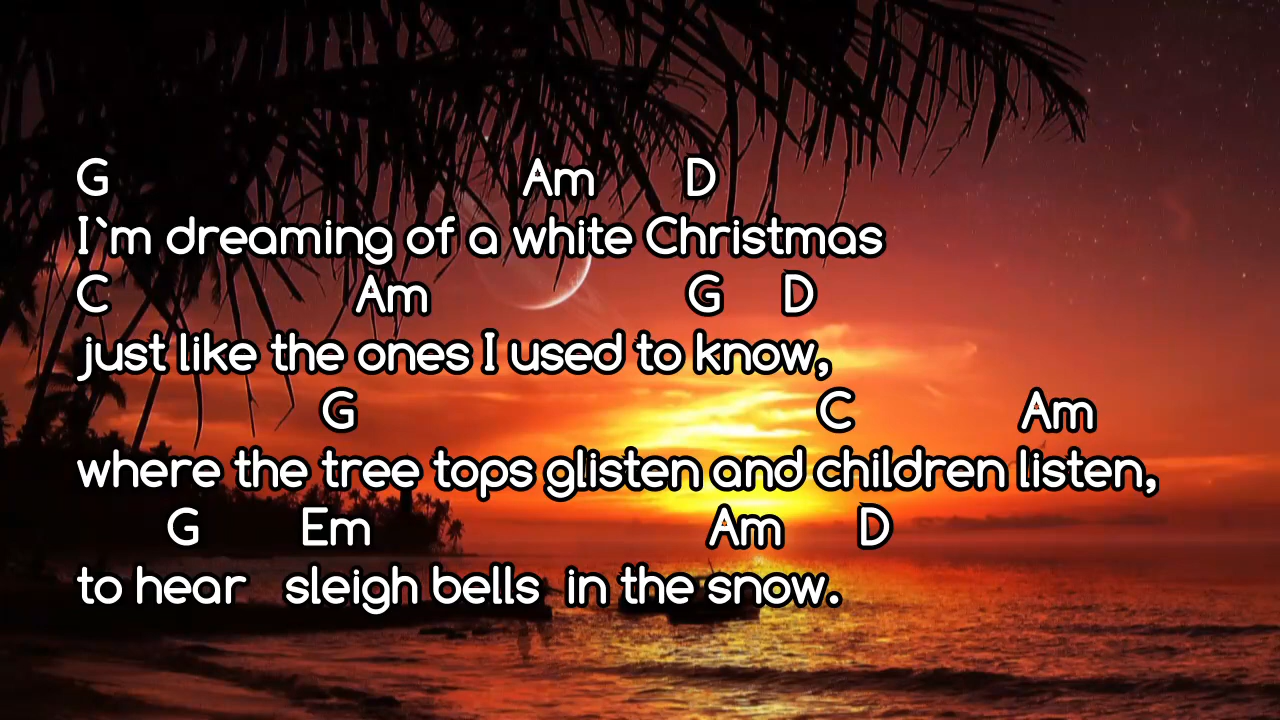 G Am D
I`m dreaming of a white Christmas
C Am G D
just like the ones I used to know,
G C Am
where the tree tops glisten and children listen,
G Em Am D
to hear sleigh bells in the snow.